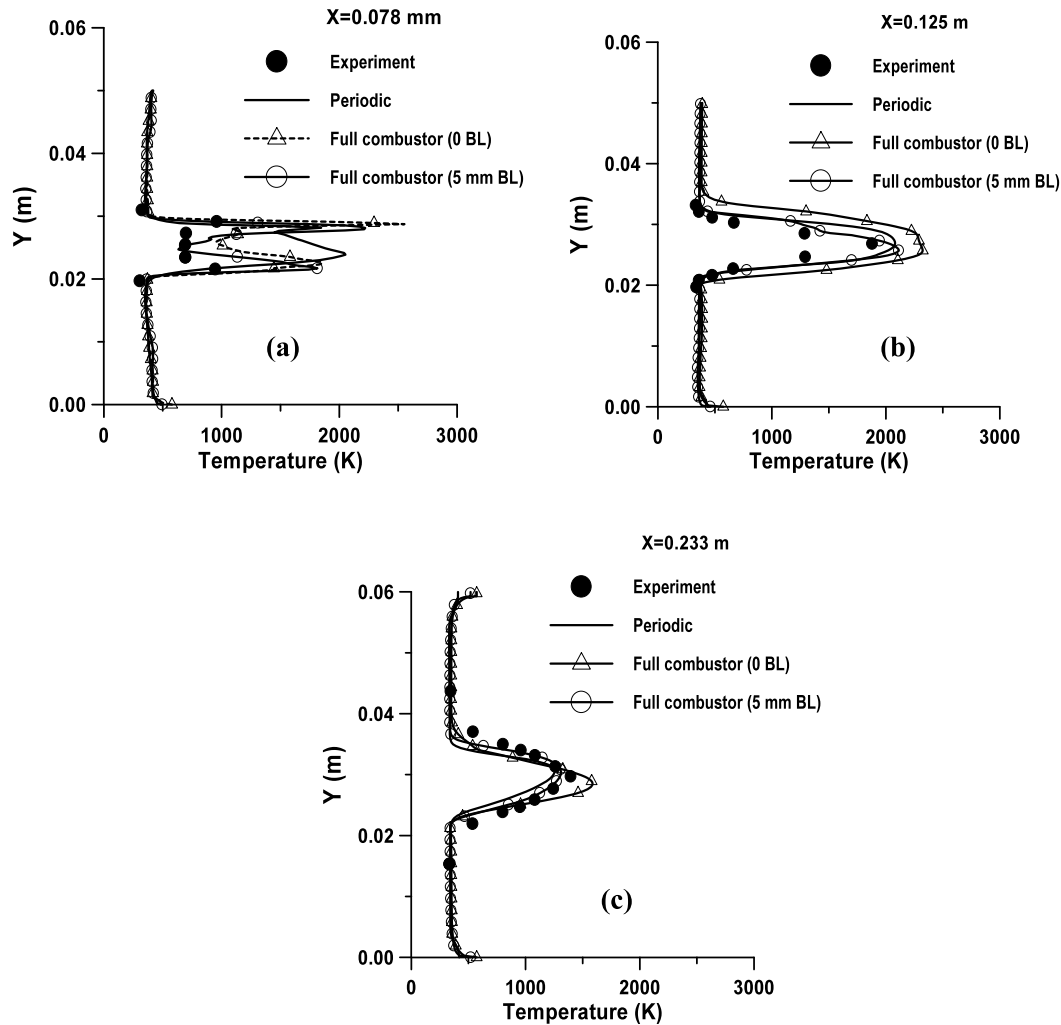 X=0.078 mm
Experiment
Periodic
Full combustor (0 BL)
Full combustor (5 mm BL)
0.06
0.04
0.02
0.00
Y (m)
(a)
0
1000
2000
3000
Temperature (K)
X=0.125 m
Experiment
Periodic
Full combustor (0 BL)
Full combustor (5 mm BL)
0.06
0.04
0.02
0.00
Y (m)
(b)
0
1000
2000
3000
Temperature (K)
X=0.233 m
Experiment
Periodic
Full combustor (0 BL)
Full combustor (5 mm BL)
0.06
0.04
0.02
0.00
Y (m)
(c)
0
1000
2000
3000
Temperature (K)